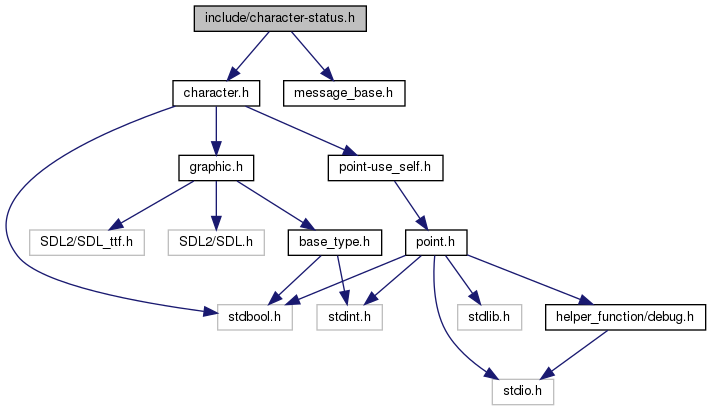 include/character-status.h
character.h
message_base.h
graphic.h
point-use_self.h
SDL2/SDL_ttf.h
SDL2/SDL.h
base_type.h
point.h
stdbool.h
stdint.h
stdlib.h
helper_function/debug.h
stdio.h